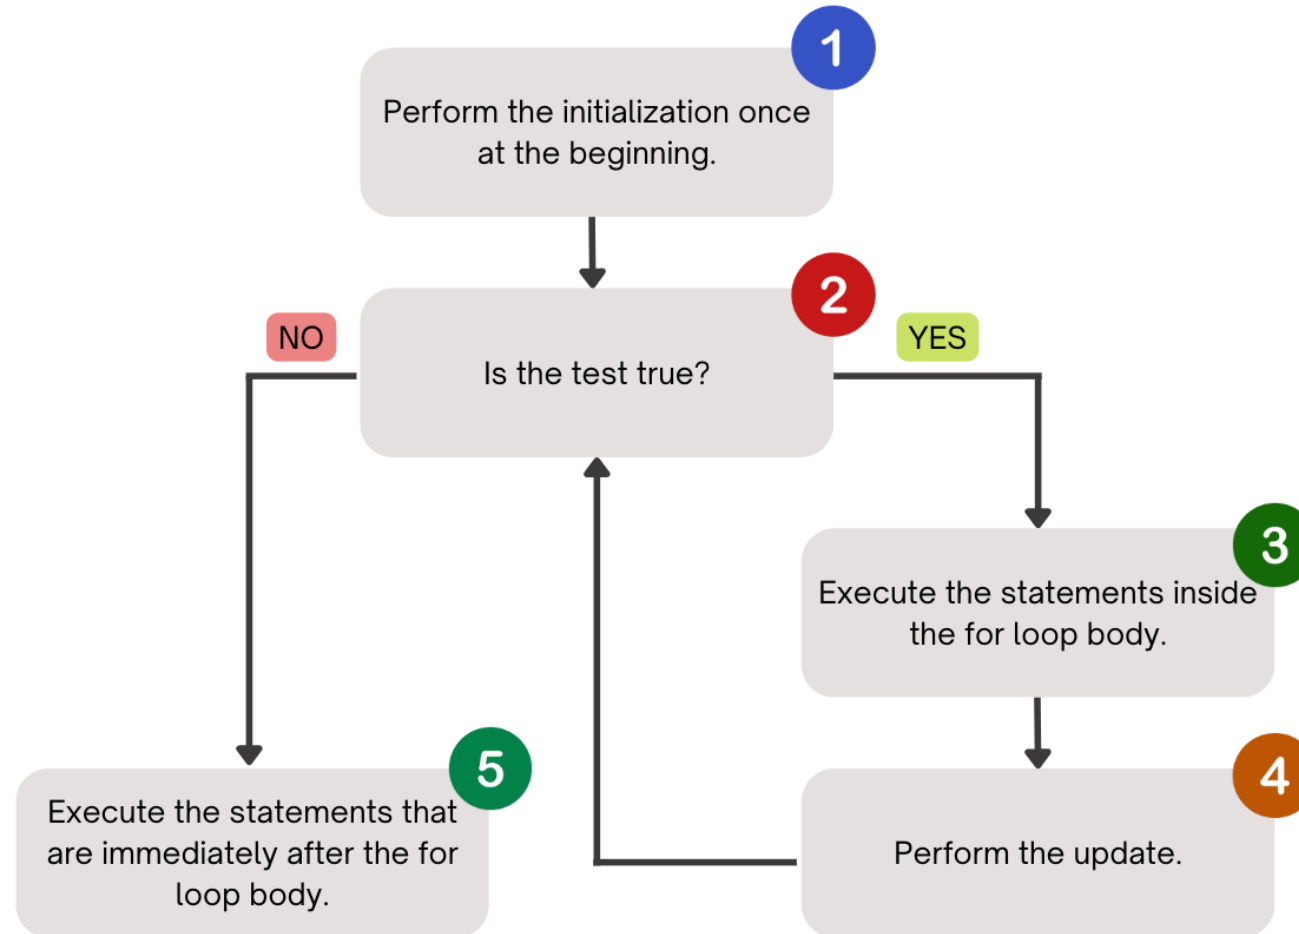 1
Perform the initialization once
at the beginning.
2
NO
YES
Is the test true?
3
Execute the statements inside
the for loop body.
5
4
Execute the statements that
are immediately after the for
loop body.
Perform the update.